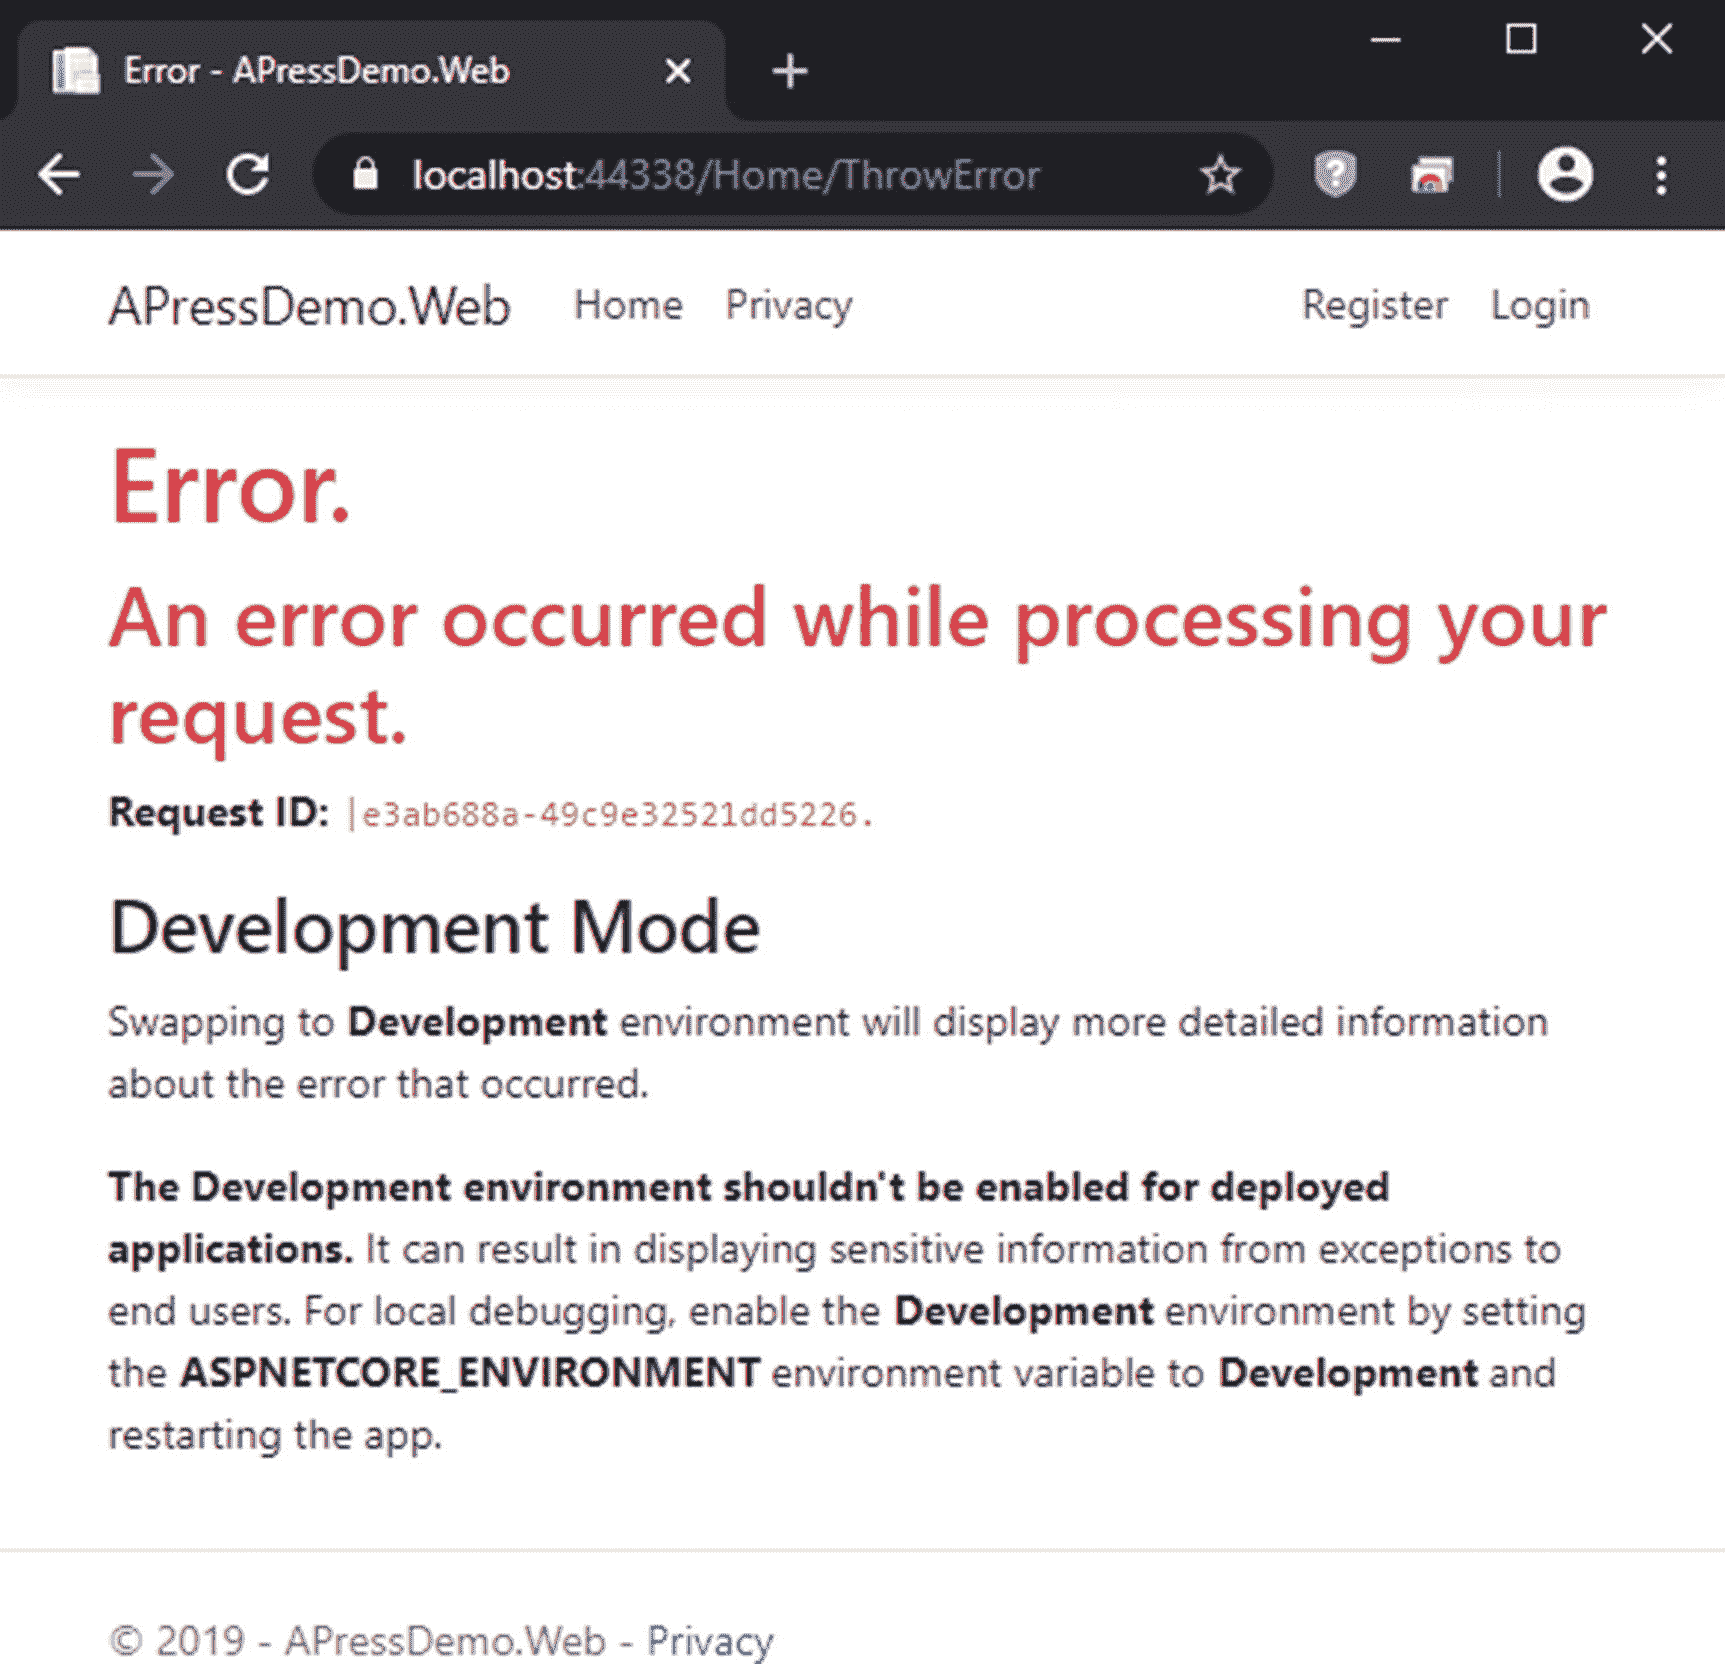 Error - APressDemo.Web
localhost:44338/Home/ThrowError
APressDemo.Web Home Privacy Register Login
Error.
An error occurred while processing your
request.
Request ID: |e3ab688a-49c9e32521dd5226.
Development Mode
Swapping to Development environment will display more detailed information
about the error that occurred.
The Development environment shouldn't be enabled for deployed
applications. It can result in displaying sensitive information from exceptions to
end users. For local debugging, enable the Development environment by setting
the ASPNETCORE_ENVIRONMENT environment variable to Development and
restarting the app.
© 2019 - APressDemo.Web - Privacy